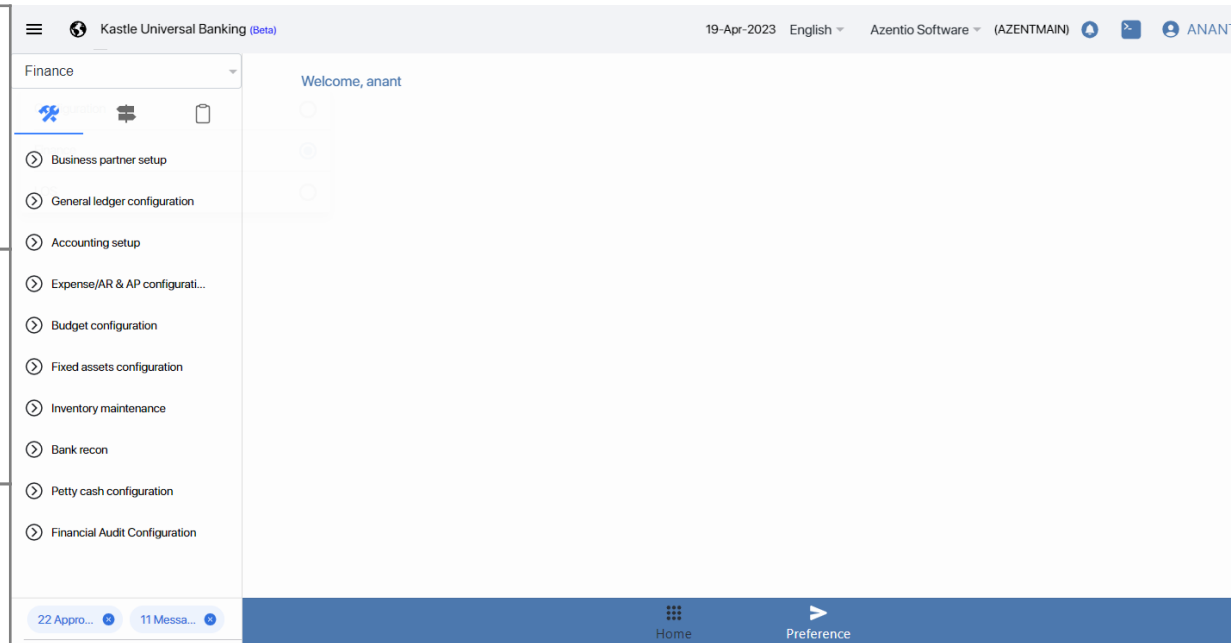 Kastle Universal Banking (Beta)
19-Apr-2023 English Azentio Software (AZENTMAIN) ANANT
Finance
Welcome, anant
Business partner setup
General ledger configuration
Accounting setup
Expense/AR & AP configurati...
Budget configuration
Fixed assets configuration
Inventory maintenance
Bank recon
Petty cash configuration
Financial Audit Configuration
22 Appro... 11 Messa...
Home Preference